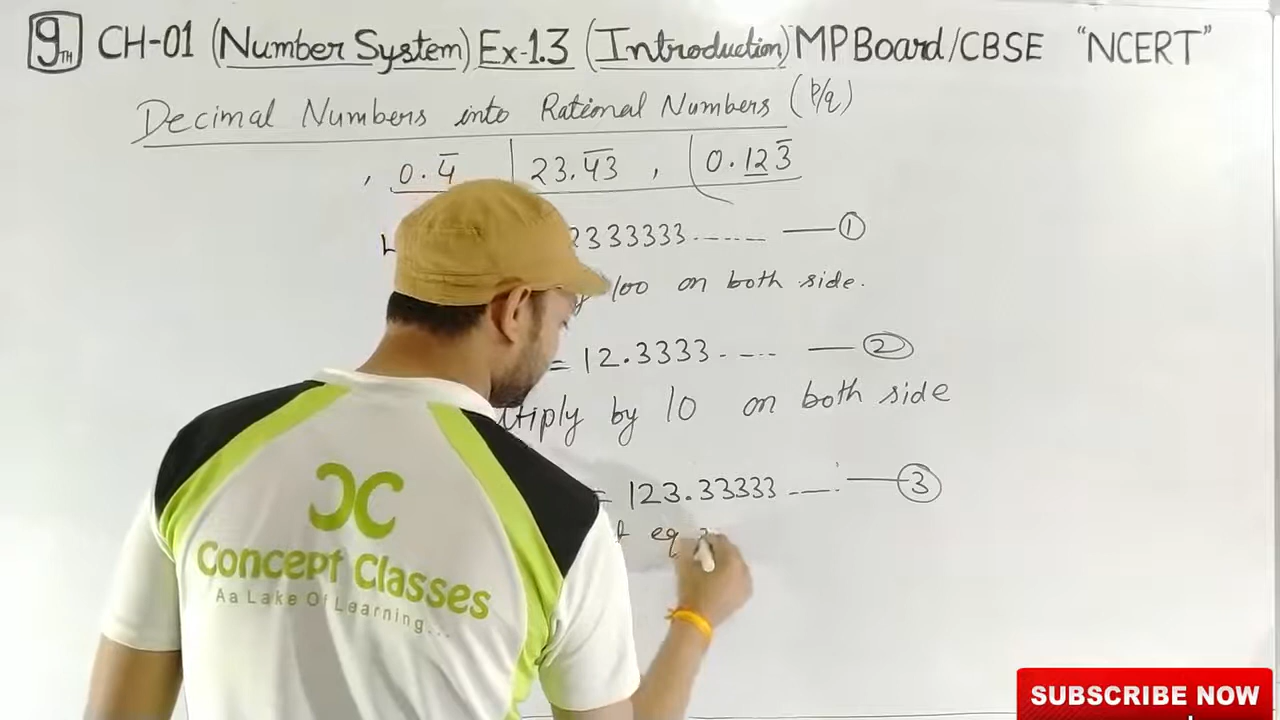 9TH CH-01 (Number System) Ex-1.3 (Introduction) MP Board/CBSE "NCERT"
Decimal Numbers into Rational Numbers (p/q)
, 0.4̅ | 23.4̅3̅ , 0.123̅
2333333....... — ①
100 on both side.
= 12.3333..... — ②
by 10 on both side
= 123.33333 ..... — ③
eq
CC
Concept Classes
Aa Lake Of Learning...
SUBSCRIBE NOW